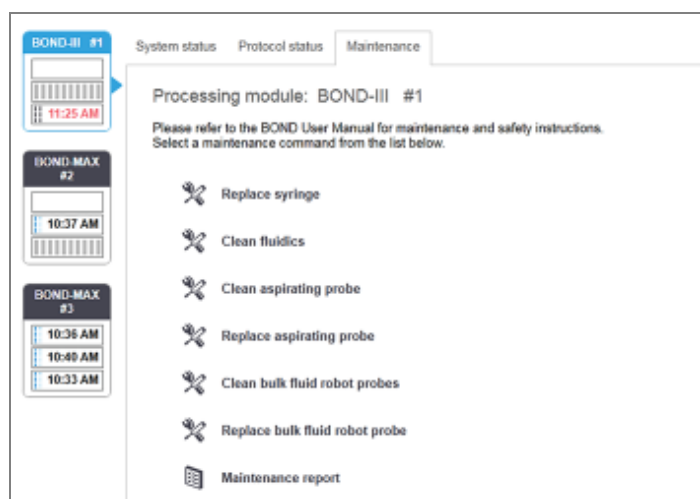 BOND-III #1
11:25 AM
BOND-MAX
#2
10:37 AM
BOND-MAX
#3
10:36 AM
10:40 AM
10:33 AM
System status Protocol status Maintenance
Processing module: BOND-III #1
Please refer to the BOND User Manual for maintenance and safety instructions.
Select a maintenance command from the list below.
Replace syringe
Clean fluidics
Clean aspirating probe
Replace aspirating probe
Clean bulk fluid robot probes
Replace bulk fluid robot probe
Maintenance report